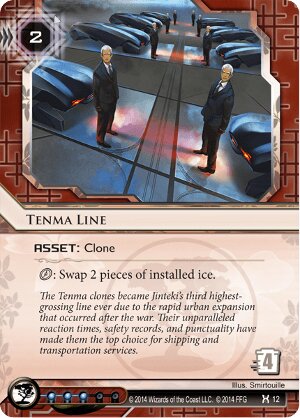 2
TENMA LINE
ASSET: Clone
: Swap 2 pieces of installed ice.
The Tenma clones became Jinteki's third highest-
grossing line ever due to the rapid urban expansion
that occurred after the war. Their unparalleled
reaction times, safety records, and punctuality have
made them the top choice for shipping and
transportation services.
4
Illus. Smirtouille
© 2014 Wizards of the Coast LLC. © 2014 FFG
12